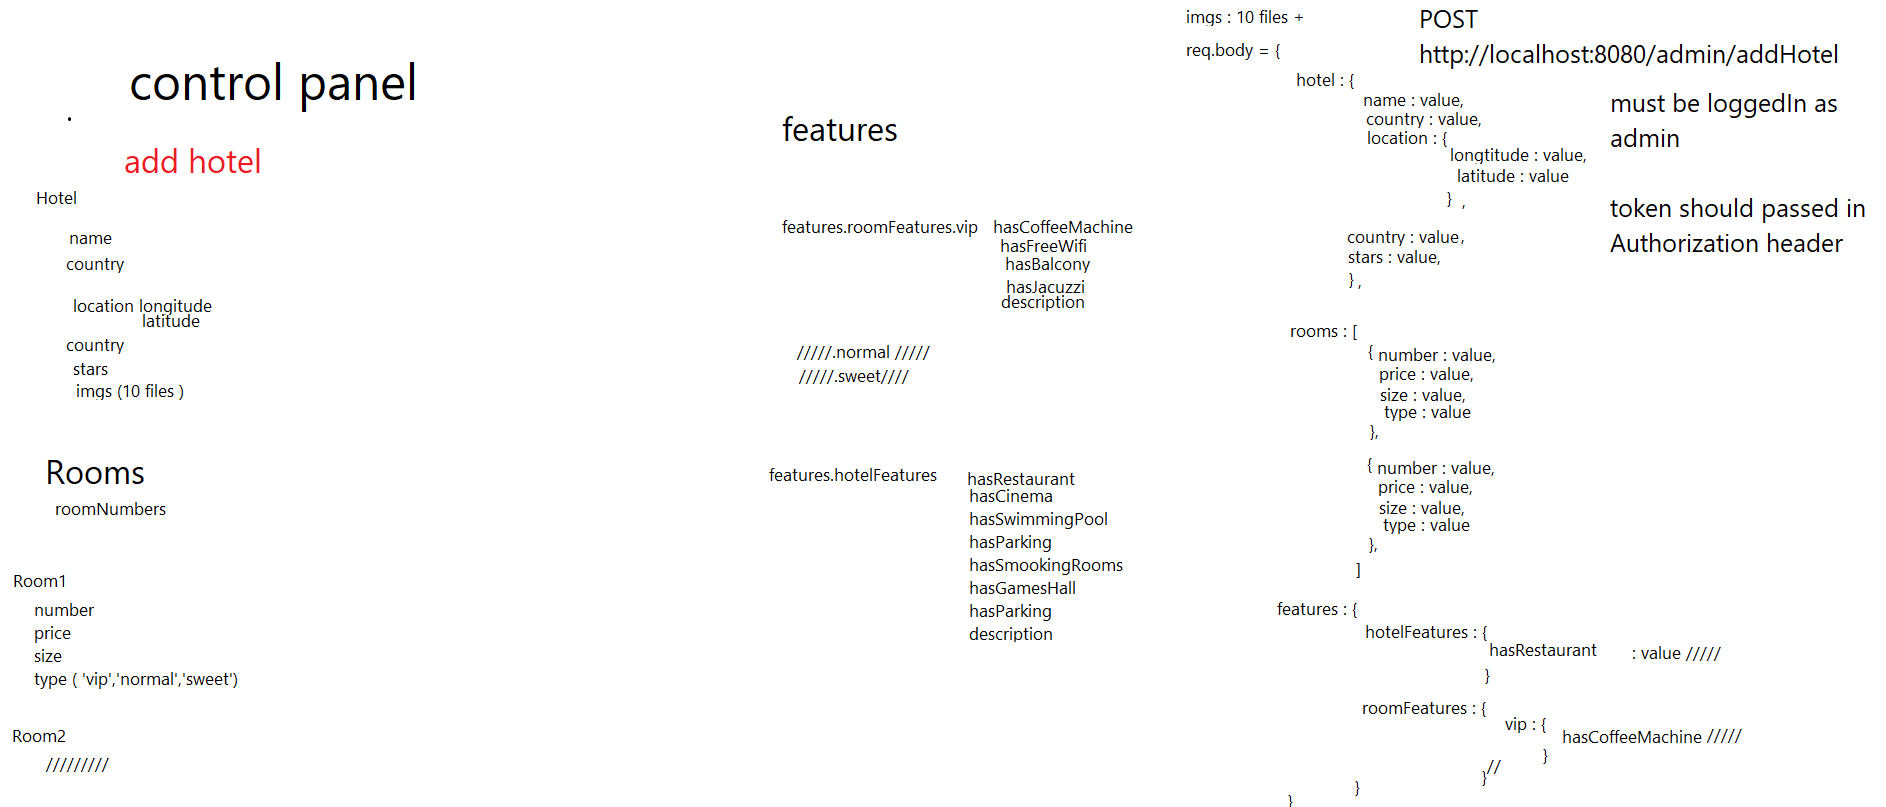 control panel
.
add hotel
Hotel
name
country
location longitude
latitude
country
stars
imgs (10 files )
Rooms
roomNumbers
Room1
number
price
size
type ( 'vip','normal','sweet')
Room2
/////////
features
features.roomFeatures.vip hasCoffeeMachine
hasFreeWifi
hasBalcony
hasJacuzzi
description
/////.normal /////
/////.sweet////
features.hotelFeatures hasRestaurant
hasCinema
hasSwimmingPool
hasParking
hasSmookingRooms
hasGamesHall
hasParking
description
imgs : 10 files +
req.body = {
hotel : {
name : value,
country : value,
location : {
longtitude : value,
latitude : value
} ,
country : value,
stars : value,
} ,
rooms : [
{ number : value,
price : value,
size : value,
type : value
},
{ number : value,
price : value,
size : value,
type : value
},
]
features : {
hotelFeatures : {
hasRestaurant : value /////
}
roomFeatures : {
vip : {
hasCoffeeMachine /////
}
//
}
}
}
POST
http://localhost:8080/admin/addHotel
must be loggedIn as
admin
token should passed in
Authorization header